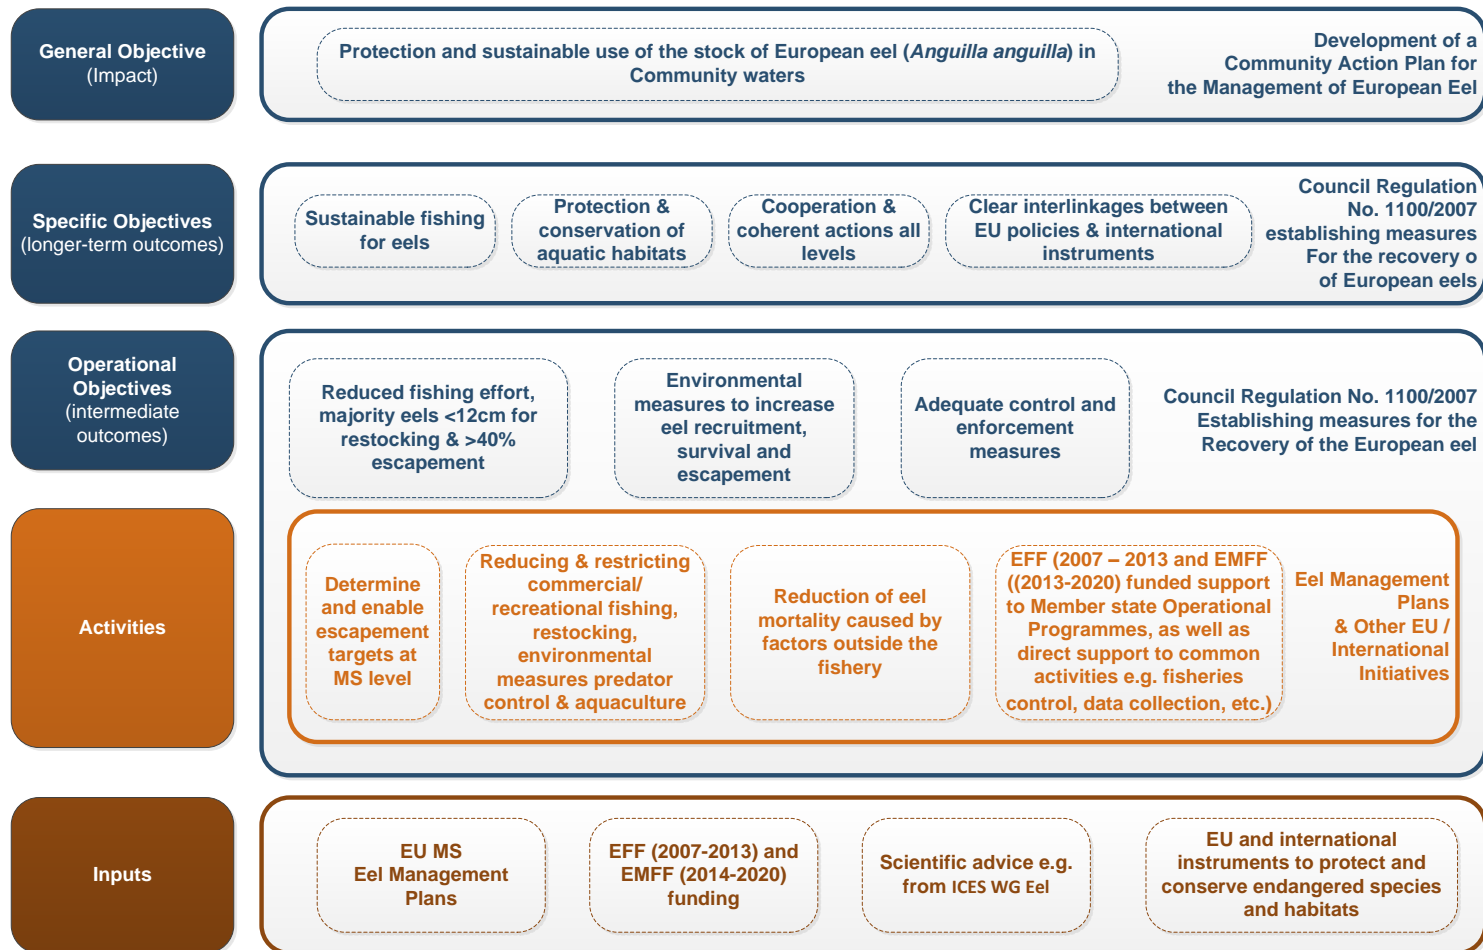 General Objective
(Impact)
Protection and sustainable use of the stock of European eel (Anguilla anguilla) in
Community waters
Development of a
Community Action Plan for
the Management of European Eel
Specific Objectives
(longer-term outcomes)
Sustainable fishing
for eels
Protection &
conservation of
aquatic habitats
Cooperation &
coherent actions all
levels
Clear interlinkages between
EU policies & international
instruments
Council Regulation
No. 1100/2007
establishing measures
For the recovery o
of European eels
Operational
Objectives
(intermediate
outcomes)
Reduced fishing effort,
majority eels <12cm for
restocking & >40%
escapement
Environmental
measures to increase
eel recruitment,
survival and
escapement
Adequate control and
enforcement
measures
Council Regulation No. 1100/2007
Establishing measures for the
Recovery of the European eel
Activities
Determine
and enable
escapement
targets at
MS level
Reducing & restricting
commercial/
recreational fishing,
restocking,
environmental
measures predator
control & aquaculture
Reduction of eel
mortality caused by
factors outside the
fishery
EFF (2007 – 2013 and EMFF
((2013-2020) funded support
to Member state Operational
Programmes, as well as
direct support to common
activities e.g. fisheries
control, data collection, etc.)
Eel Management
Plans
& Other EU /
International
Initiatives
Inputs
EU MS
Eel Management
Plans
EFF (2007-2013) and
EMFF (2014-2020)
funding
Scientific advice e.g.
from ICES WG Eel
EU and international
instruments to protect and
conserve endangered species
and habitats